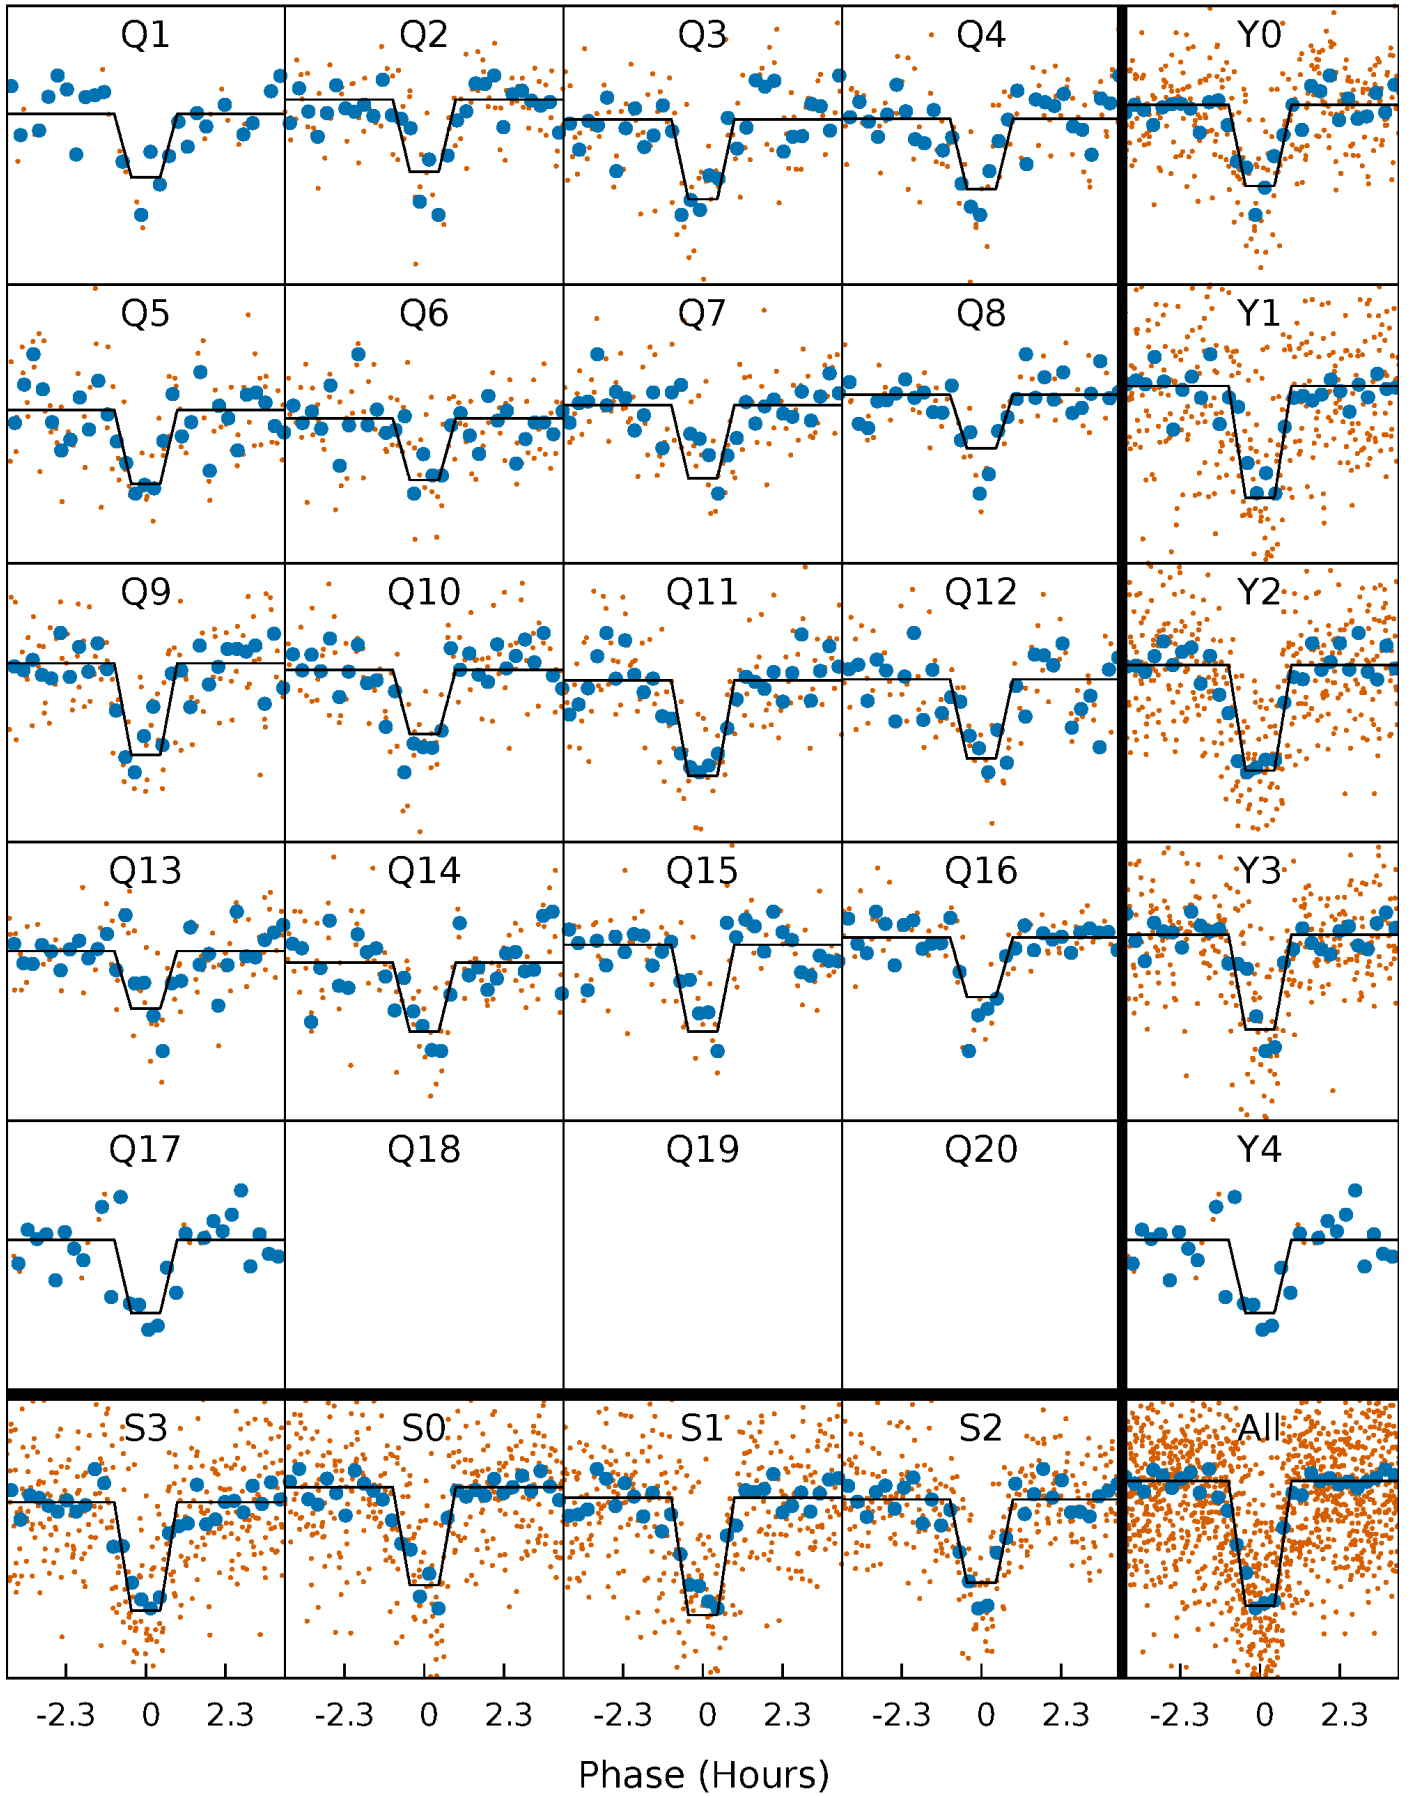 Q1 Q2 Q3 Q4 Y0
Q5 Q6 Q7 Q8 Y1
Q9 Q10 Q11 Q12 Y2
Q13 Q14 Q15 Q16 Y3
Q17 Q18 Q19 Q20 Y4
S3 S0 S1 S2 All
-2.3 0 2.3 -2.3 0 2.3 -2.3 0 2.3 -2.3 0 2.3 -2.3 0 2.3
Phase (Hours)